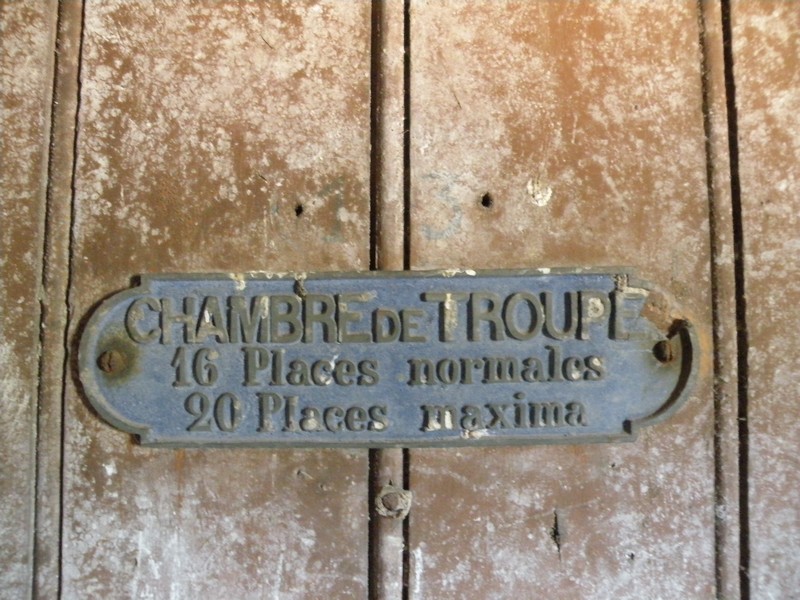 CHAMBRE DE TROUPE
16 Places normales
20 Places maxima